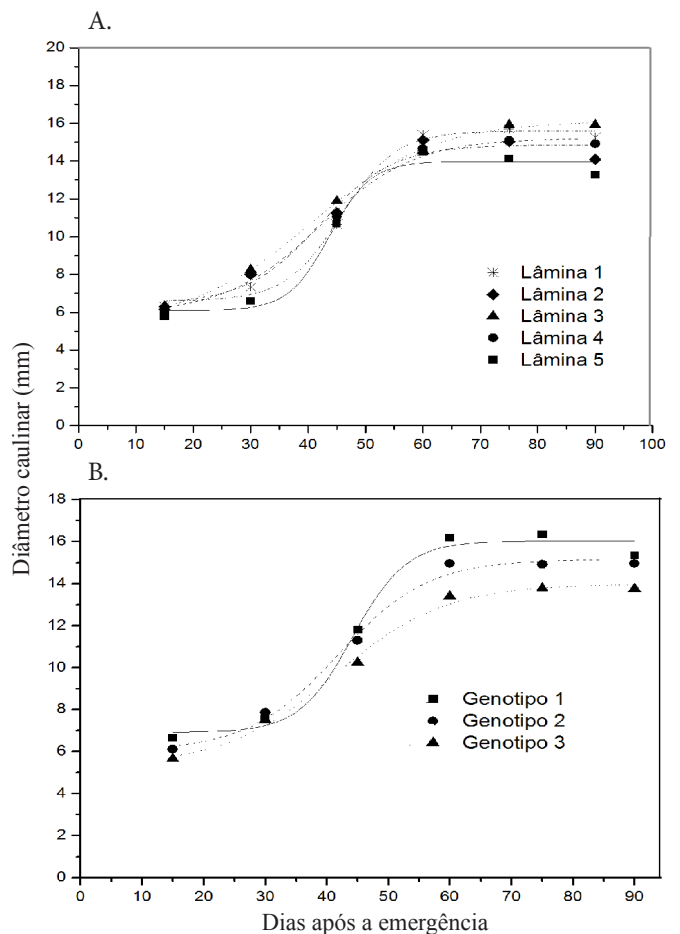 A.
20
18
16
14
12
10
8
6
4
2
0
Lâmina 1
Lâmina 2
Lâmina 3
Lâmina 4
Lâmina 5
0 10 20 30 40 50 60 70 80 90 100
Diâmetro caulinar (mm)
B.
18
16
14
12
10
8
6
4
2
0
Genotipo 1
Genotipo 2
Genotipo 3
0 10 20 30 40 50 60 70 80 90
Dias após a emergência